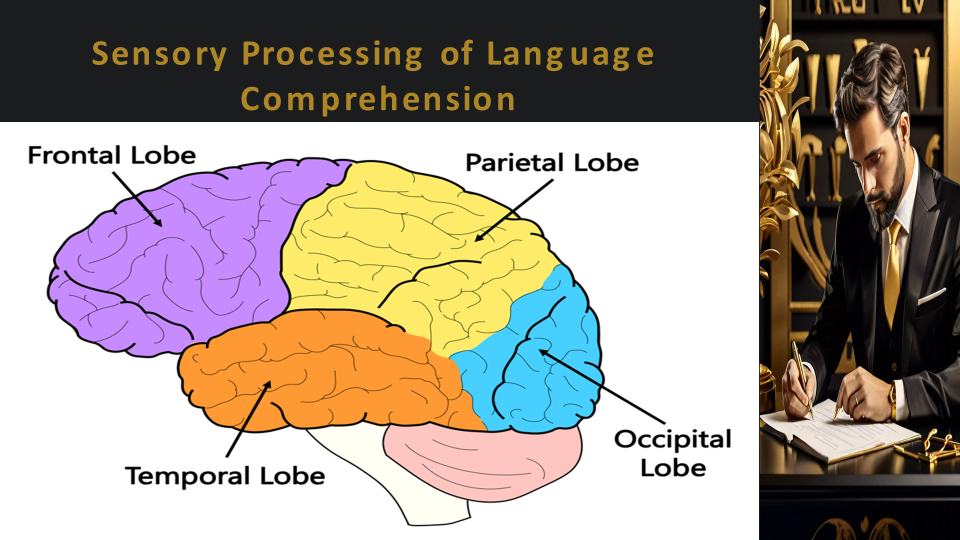 Sensory Processing of Language
Comprehension
Frontal Lobe
Parietal Lobe
Occipital
Lobe
Temporal Lobe